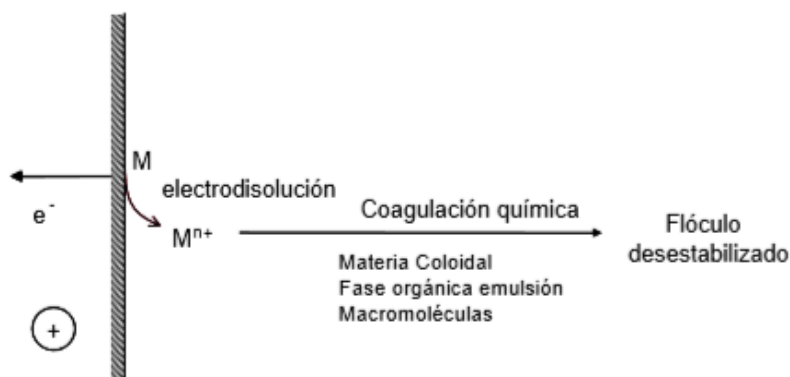 M
electrodisolución
e-
Mn+
Coagulación química
Flóculo
desestabilizado
Materia Coloidal
Fase orgánica emulsión
Macromoléculas
+